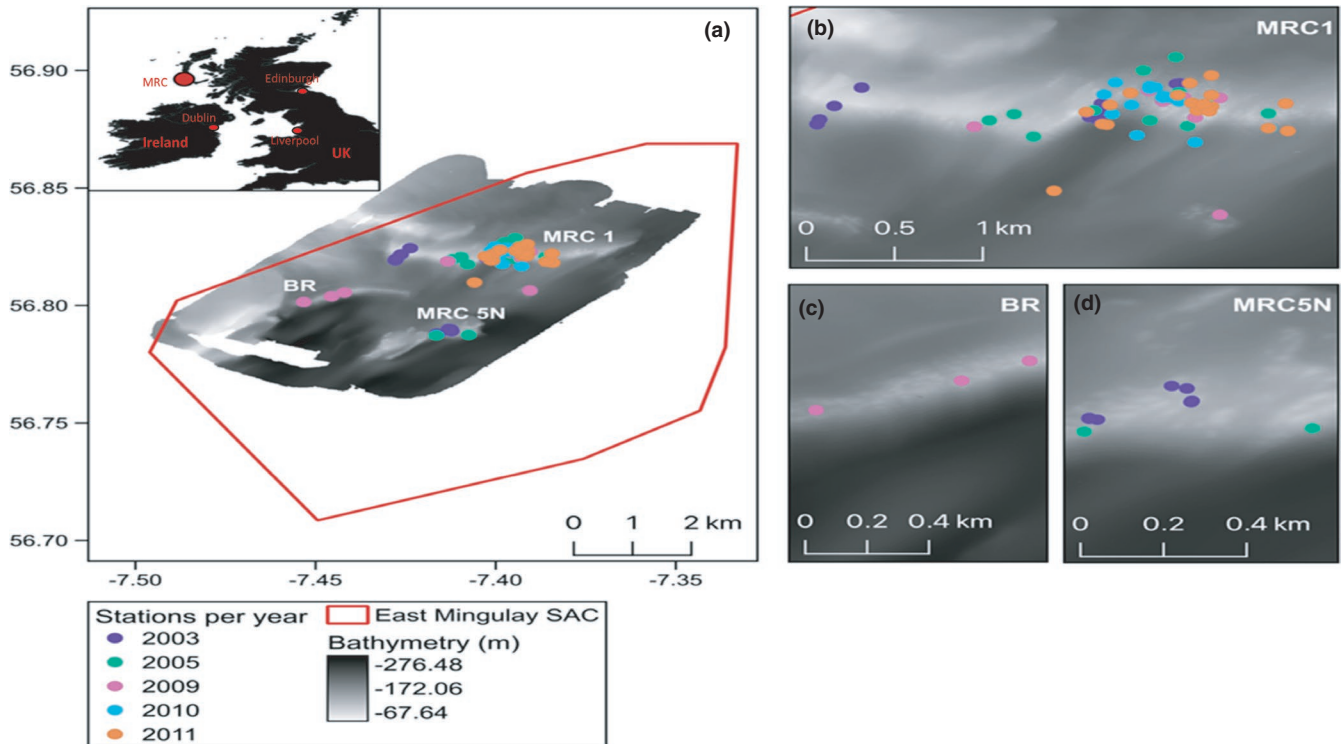 (a)
56.90
56.85
56.80
56.75
56.70
-7.50
-7.45
-7.40
-7.35
MRC
Edinburgh
Dublin
Ireland
Liverpool
UK
MRC 1
BR
MRC 5N
0 1 2 km
(b)
MRC1
0 0.5 1 km
(c)
BR
0 0.2 0.4 km
(d)
MRC5N
0 0.2 0.4 km
Stations per year
2003
2005
2009
2010
2011
East Mingulay SAC
Bathymetry (m)
-276.48
-172.06
-67.64